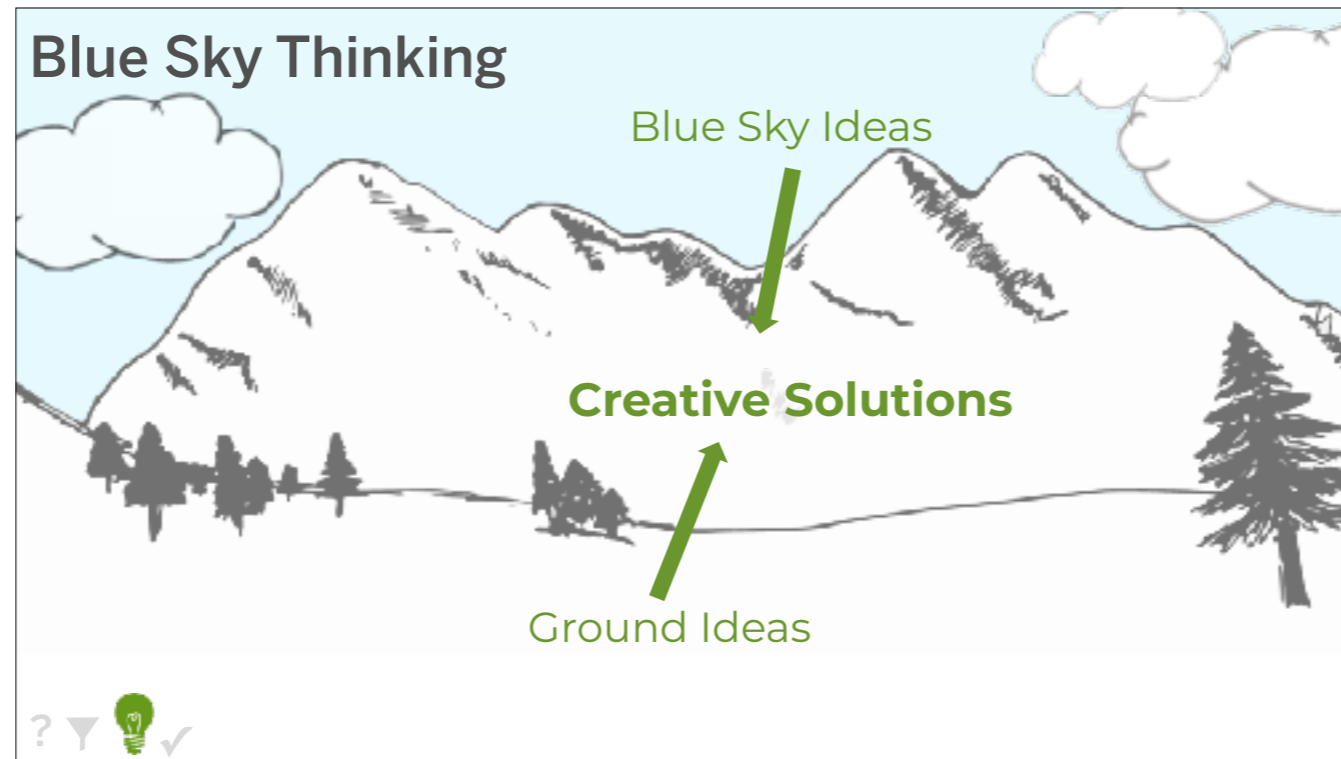 Blue Sky Thinking
Blue Sky Ideas
Creative Solutions
Ground Ideas
?